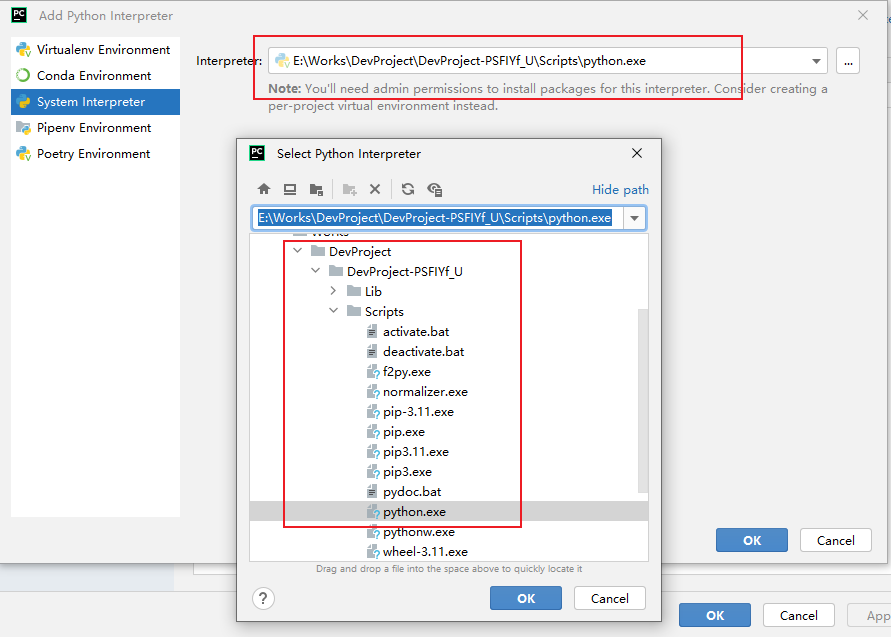 PC Add Python Interpreter
Virtualenv Environment
Conda Environment
System Interpreter
Pipenv Environment
Poetry Environment
Interpreter: E:\Works\DevProject\DevProject-PSFIYf_U\Scripts\python.exe ...
Note: You'll need admin permissions to install packages for this interpreter. Consider creating a
per-project virtual environment instead.
PC Select Python Interpreter
Hide path
E:\Works\DevProject\DevProject-PSFIYf_U\Scripts\python.exe
Works
DevProject
DevProject-PSFIYf_U
Lib
Scripts
activate.bat
deactivate.bat
f2py.exe
normalizer.exe
pip-3.11.exe
pip.exe
pip3.11.exe
pip3.exe
pydoc.bat
python.exe
pythonw.exe
wheel-3.11.exe
Drag and drop a file into the space above to quickly locate it
? OK Cancel
OK Cancel
OK Cancel App